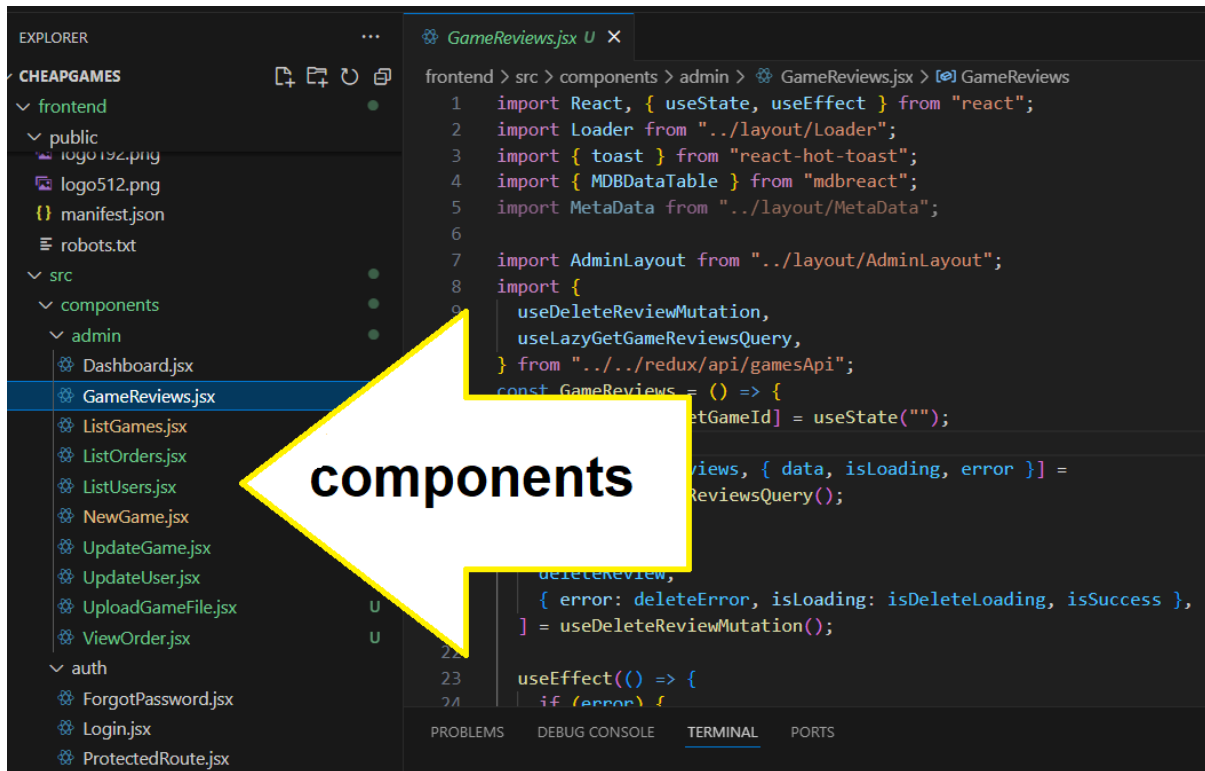 EXPLORER
CHEAPGAMES
frontend
public
logo192.png
logo512.png
{} manifest.json
robots.txt
src
components
admin
Dashboard.jsx
GameReviews.jsx
ListGames.jsx
ListOrders.jsx
ListUsers.jsx
NewGame.jsx
UpdateGame.jsx
UpdateUser.jsx
UploadGameFile.jsx U
ViewOrder.jsx U
auth
ForgotPassword.jsx
Login.jsx
ProtectedRoute.jsx
components
GameReviews.jsx U
frontend > src > components > admin > GameReviews.jsx > GameReviews
1 import React, { useState, useEffect } from "react";
2 import Loader from "../layout/Loader";
3 import { toast } from "react-hot-toast";
4 import { MDBDataTable } from "mdbreact";
5 import MetaData from "../layout/MetaData";
6
7 import AdminLayout from "../layout/AdminLayout";
8 import {
9 useDeleteReviewMutation,
useLazyGetGameReviewsQuery,
} from "../../redux/api/gamesApi";
const GameReviews = () => {
etGameId] = useState("");
views, { data, isLoading, error }] =
ReviewsQuery();
deleteReview,
{ error: deleteError, isLoading: isDeleteLoading, isSuccess },
] = useDeleteReviewMutation();
22
23 useEffect(() => {
24 if (error) {
PROBLEMS DEBUG CONSOLE TERMINAL PORTS